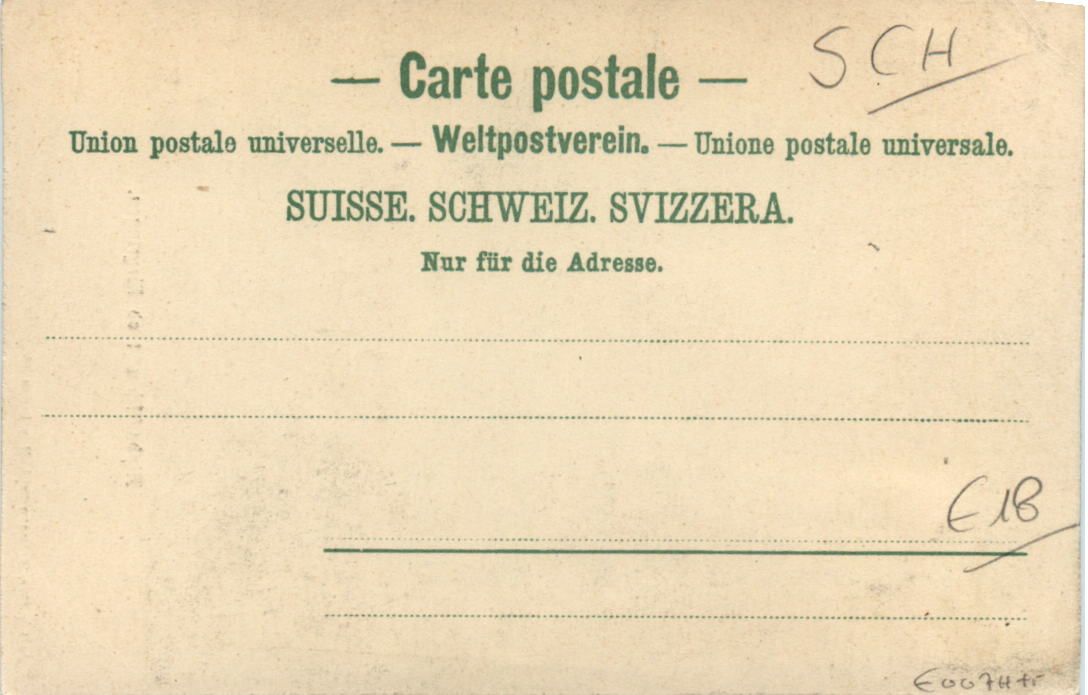 — Carte postale —
SCH
Union postale universelle. — Weltpostverein. — Unione postale universale.
SUISSE. SCHWEIZ. SVIZZERA.
Nur für die Adresse.
E18